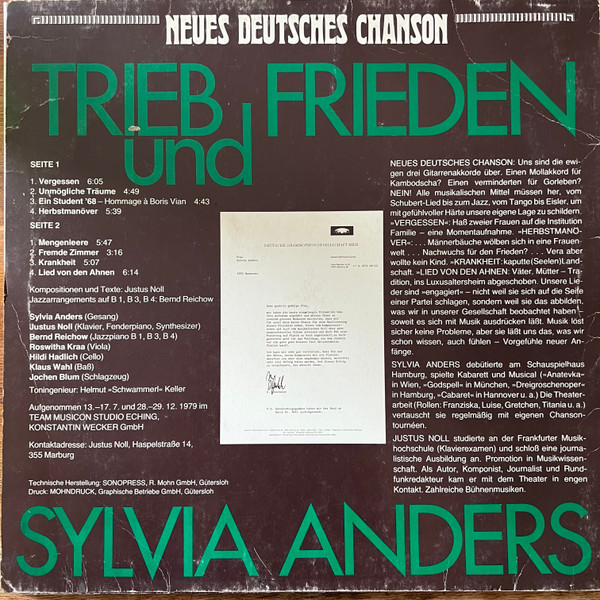 NEUES DEUTSCHES CHANSON
TRIEB und FRIEDEN
SEITE 1
1. Vergessen 6:05
2. Unmögliche Träume 4:49
3. Ein Student '68 – Hommage à Boris Vian 4:43
4. Herbstmanöver 5:39
SEITE 2
1. Mengenleere 5:47
2. Fremde Zimmer 3:16
3. Krankheit 5:07
4. Lied von den Ahnen 6:14
Kompositionen und Texte: Justus Noll
Jazzarrangements auf B 1, B 3, B 4: Bernd Reichow
Sylvia Anders (Gesang)
Justus Noll (Klavier, Fenderpiano, Synthesizer)
Bernd Reichow (Jazzpiano B 1, B 3, B 4)
Roswitha Kraa (Viola)
Hildi Hadlich (Cello)
Klaus Wahl (Baß)
Jochen Blum (Schlagzeug)
Toningenieur: Helmut »Schwammerl« Keller
Aufgenommen 13.–17. 7. und 28.–29. 12. 1979 im
TEAM MUSICON STUDIO ECHING,
KONSTANTIN WECKER GmbH
Kontaktadresse: Justus Noll, Haspelstraße 14,
355 Marburg
Technische Herstellung: SONOPRESS, R. Mohn GmbH, Gütersloh
Druck: MOHNDRUCK, Graphische Betriebe GmbH, Gütersloh
DEUTSCHE GRAMMOPHON GESELLSCHAFT MBH
NEUES DEUTSCHES CHANSON: Uns sind die ewi-
gen drei Gitarrenakkorde über. Einen Mollakkord für
Kambodscha? Einen verminderten für Gorleben?
NEIN! Alle musikalischen Mittel müssen her, vom
Schubert-Lied bis zum Jazz, vom Tango bis Eisler, um
mit gefühlvoller Härte unsere eigene Lage zu schildern.
»VERGESSEN«: Haß zweier Frauen auf die Institution
Familie – eine Momentaufnahme. »HERBSTMANÖ-
VER«: . . . Männerbäuche wölben sich in eine Frauen-
welt . . . Nachwuchs für den Frieden? . . . Vera aber
wollte kein Kind. »KRANKHEIT: kaputte(Seelen)Land-
schaft. »LIED VON DEN AHNEN: Väter, Mütter – Tra-
dition, ins Luxusaltersheim abgeschoben. Unsere Lie-
der sind »engagiert« – nicht weil sie sich auf die Seite
einer Partei schlagen, sondern weil sie das abbilden,
was wir in unserer Gesellschaft beobachtet haben –
soweit es sich mit Musik ausdrücken läßt. Musik löst
sicher keine Probleme, aber sie läßt uns das, was wir
schon wissen, auch fühlen – Vorgefühle neuer An-
fänge.
SYLVIA ANDERS debütierte am Schauspielhaus
Hamburg, spielte Kabarett und Musical (»Anatevka«
in Wien, »Godspell« in München, »Dreigroschenoper«
in Hamburg, »Cabaret« in Hannover u. a.) Die Theater-
arbeit (Rollen: Franziska, Luise, Gretchen, Titania u. a.)
vertauscht sie regelmäßig mit eigenen Chanson-
tourneen.
JUSTUS NOLL studierte an der Frankfurter Musik-
hochschule (Klavierexamen) und schloß eine journa-
listische Ausbildung an. Promotion in Musikwissen-
schaft. Als Autor, Komponist, Journalist und Rund-
funkredakteur kam er mit dem Theater in engen
Kontakt. Zahlreiche Bühnenmusiken.
SYLVIA ANDERS